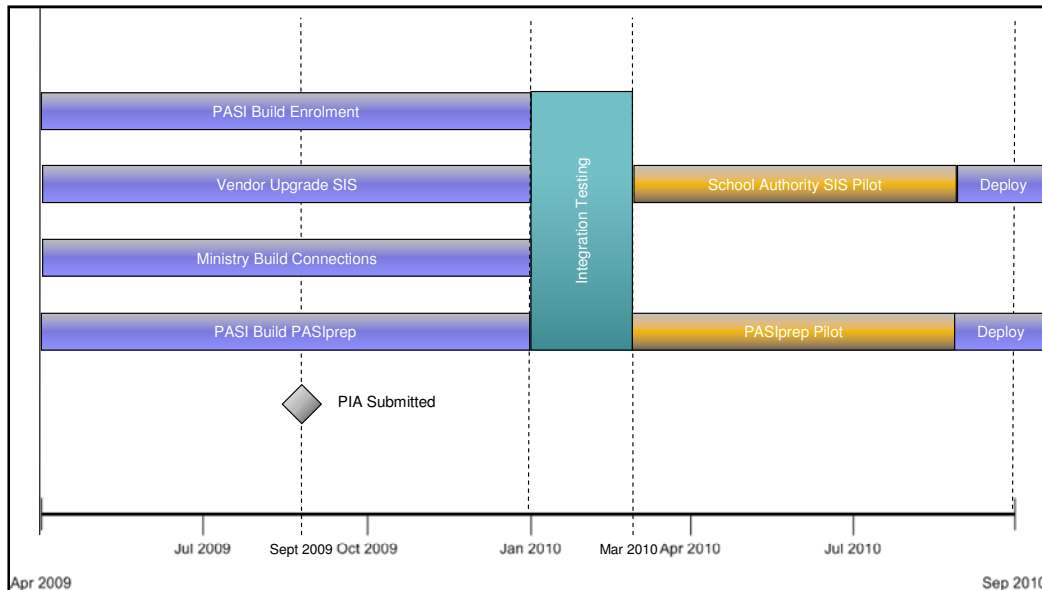 PASI Build Enrolment
Vendor Upgrade SIS
Ministry Build Connections
PASI Build PASIprep
Integration Testing
School Authority SIS Pilot
Deploy
PASIprep Pilot
Deploy
PIA Submitted
Jul 2009
Sept 2009
Oct 2009
Jan 2010
Mar 2010
Apr 2010
Jul 2010
Apr 2009
Sep 2010